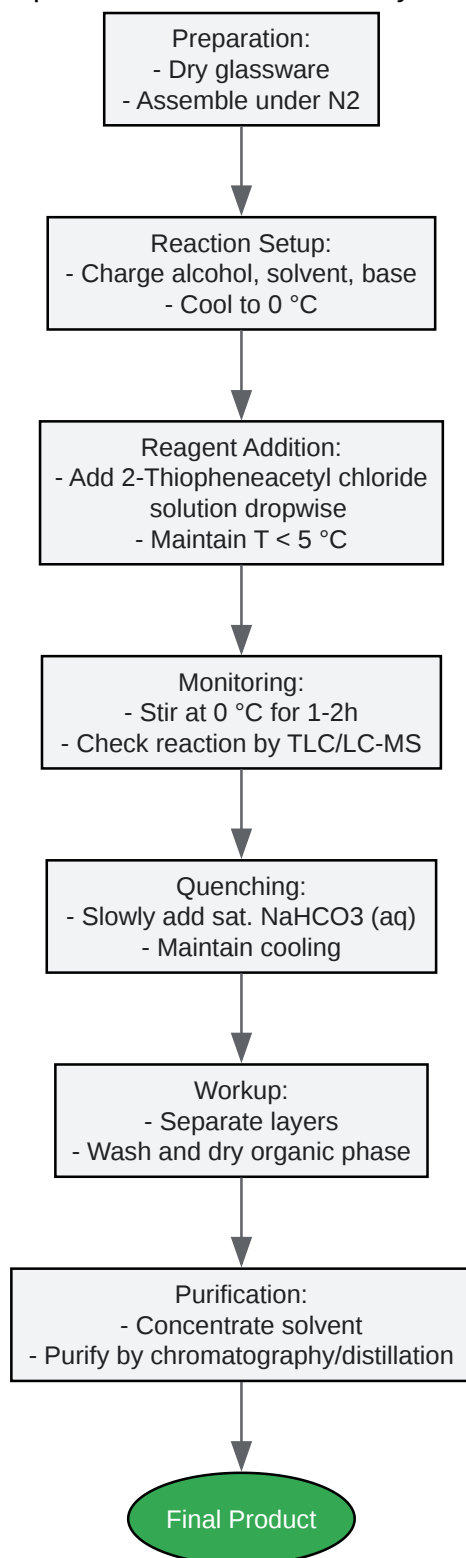 Preparation:
- Dry glassware
- Assemble under N2
Reaction Setup:
- Charge alcohol, solvent, base
- Cool to 0 °C
Reagent Addition:
- Add 2-Thiopheneacetyl chloride
solution dropwise
- Maintain T < 5 °C
Monitoring:
- Stir at 0 °C for 1-2h
- Check reaction by TLC/LC-MS
Quenching:
- Slowly add sat. NaHCO3 (aq)
- Maintain cooling
Workup:
- Separate layers
- Wash and dry organic phase
Purification:
- Concentrate solvent
- Purify by chromatography/distillation
Final Product